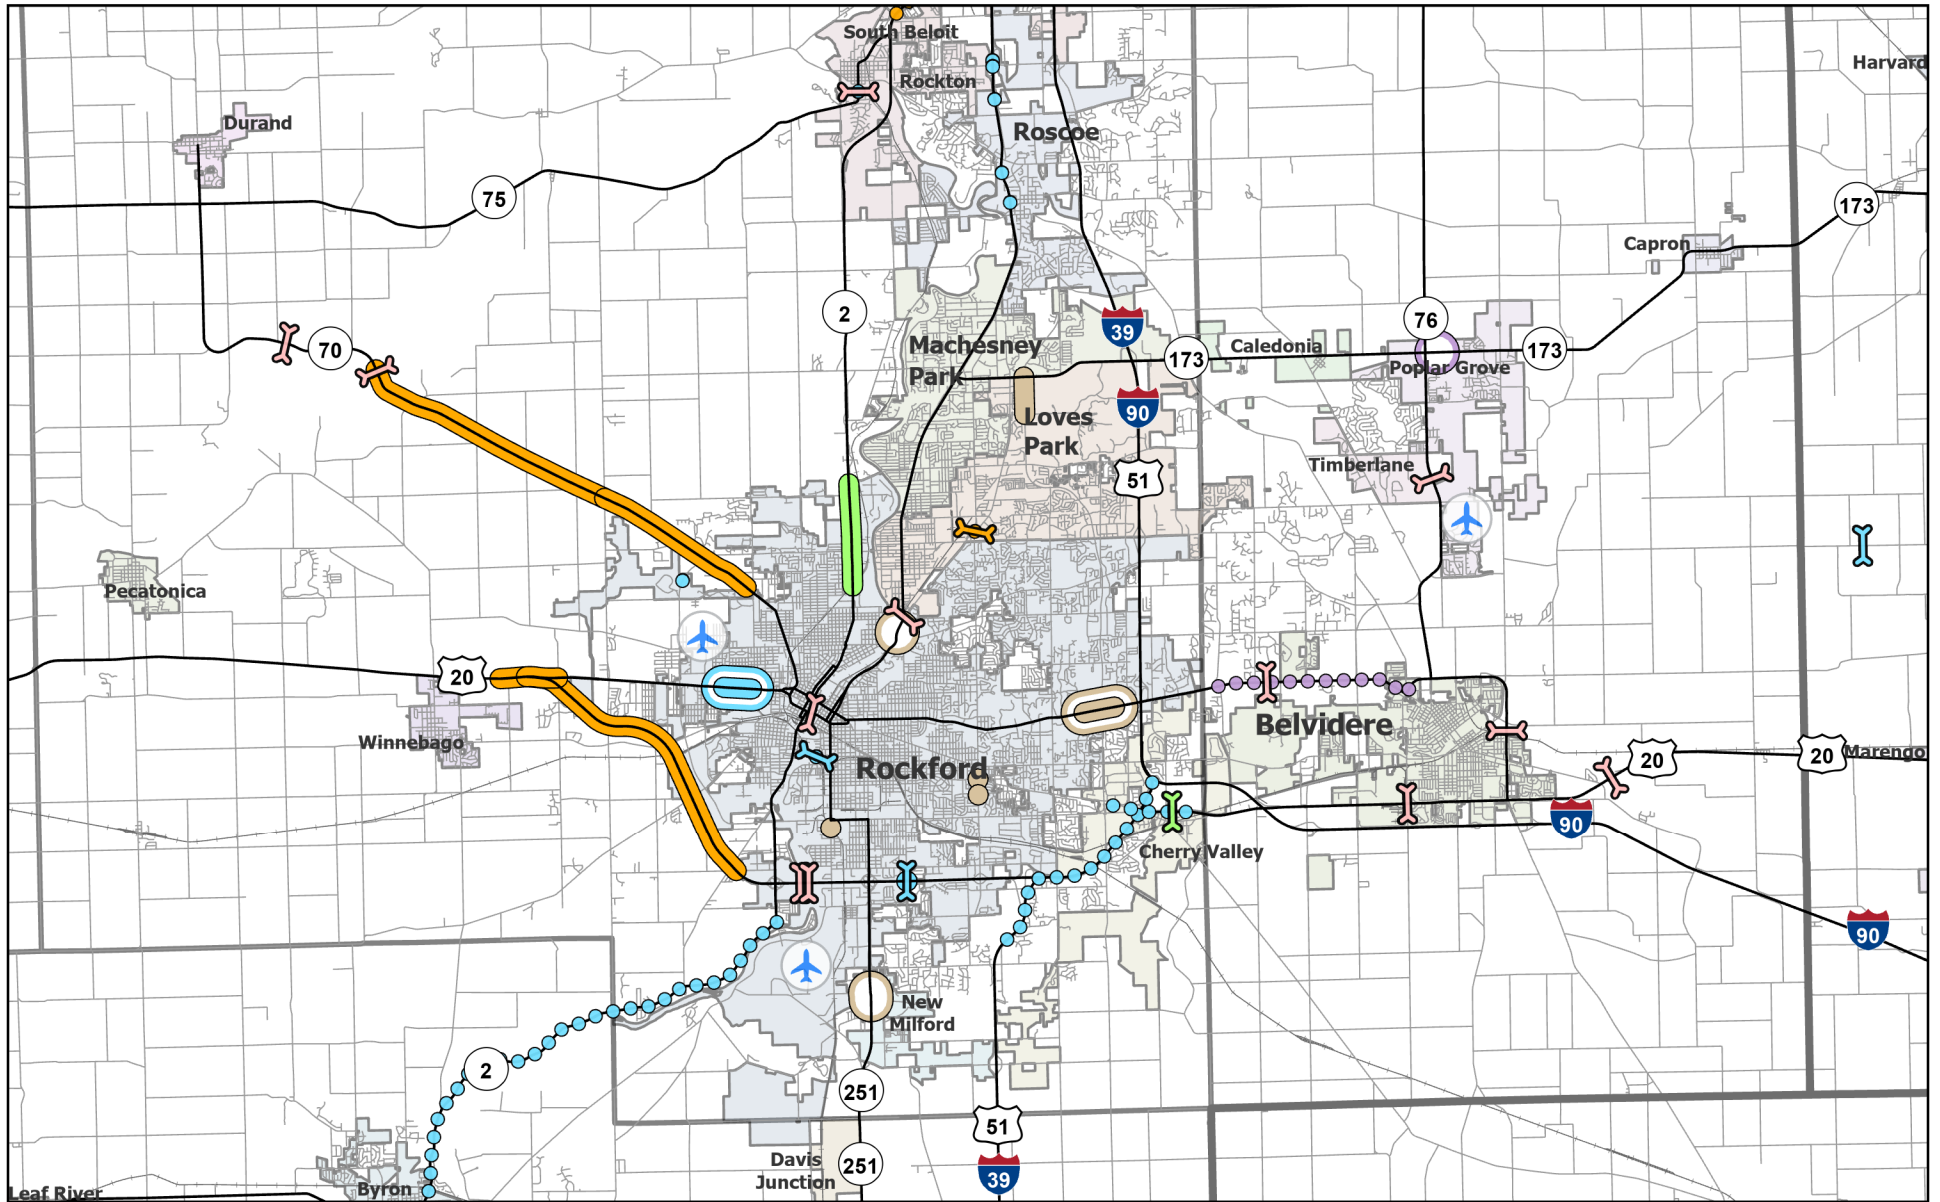 South Beloit
Harvard
Rockton
Durand
Roscoe
75
173
Capron
2
39
76
Machesney
Park
173
Caledonia
173
70
Poplar Grove
90
Loves
Park
Timberlane
51
Pecatonica
20
Belvidere
Winnebago
Rockford
20
20
Marengo
90
Cherry Valley
90
New
Milford
2
251
51
Davis
Junction
251
39
Byron
Leaf River